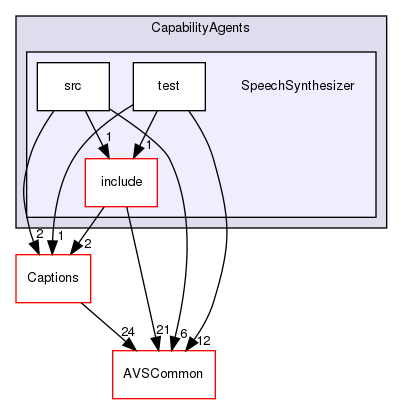 CapabilityAgents
src
test
SpeechSynthesizer
1
1
include
2
1
2
Captions
24
21
6
12
AVSCommon